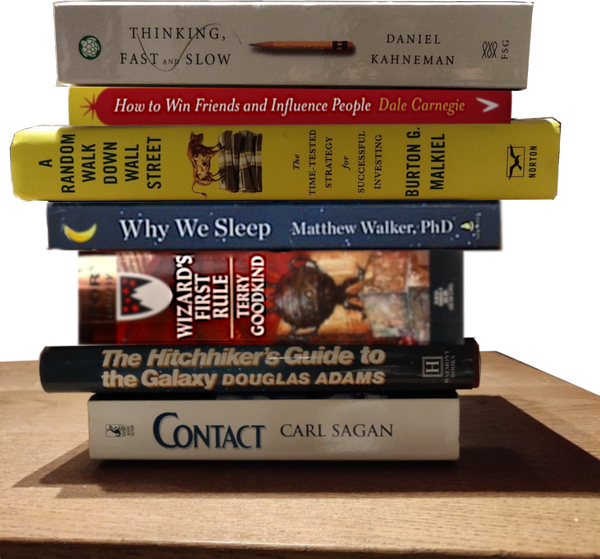 THINKING,
FAST AND SLOW
DANIEL
KAHNEMAN
FSG
How to Win Friends and Influence People Dale Carnegie
A
RANDOM
WALK
DOWN
WALL
STREET
The
TIME-TESTED
STRATEGY
for
SUCCESSFUL
INVESTING
BURTON G.
MALKIEL
NORTON
Why We Sleep Matthew Walker, PhD
WIZARD'S
FIRST
RULE
TERRY
GOODKIND
The Hitchhiker's Guide to
the Galaxy DOUGLAS ADAMS
H
HARMONY
BOOKS
CONTACT CARL SAGAN